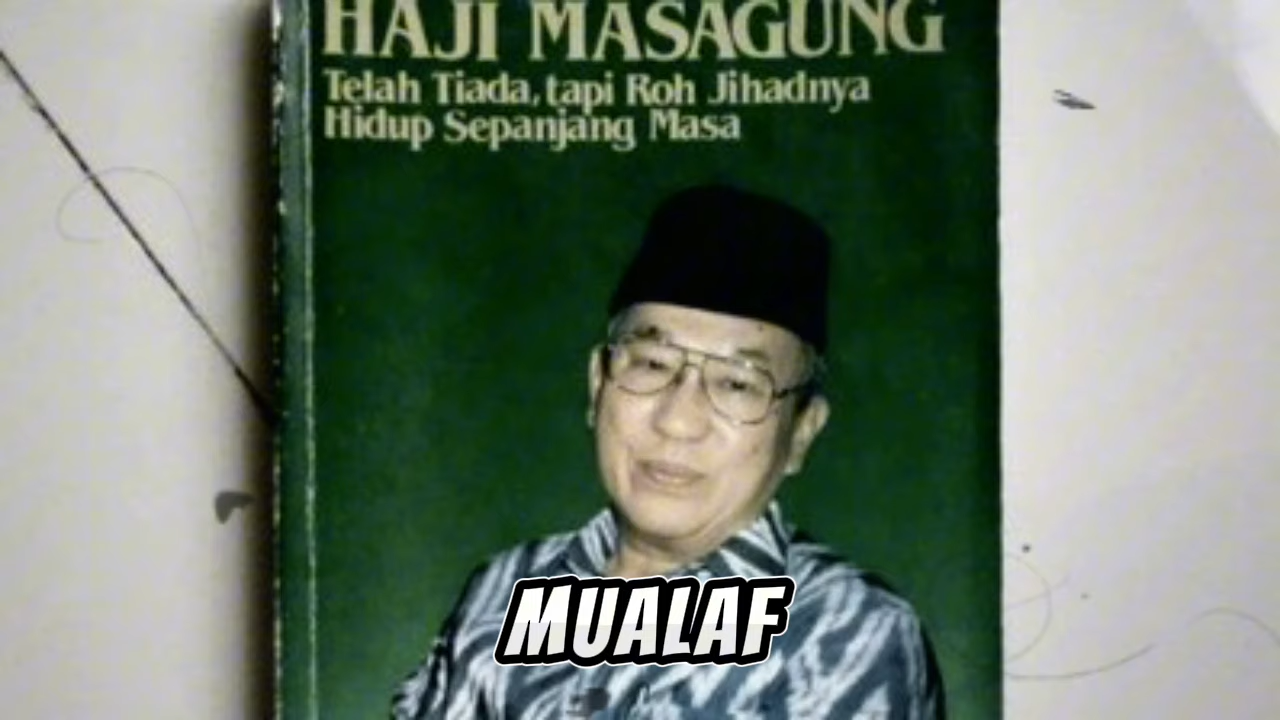 HAJI MASAGUNG
Telah Tiada, tapi Roh Jihadnya
Hidup Sepanjang Masa
MUALAF